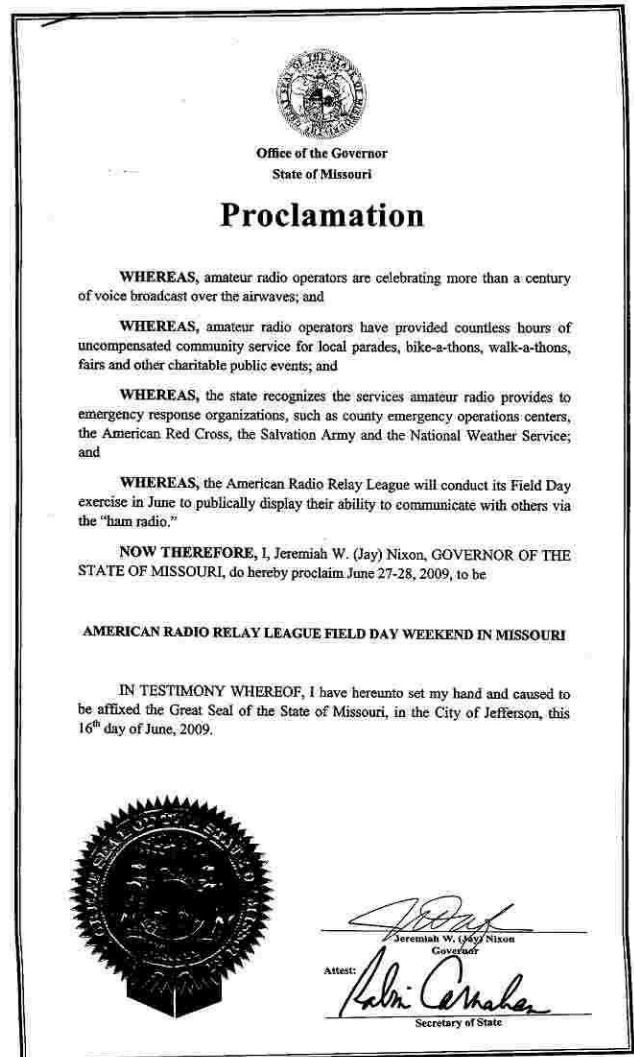 Office of the Governor
State of Missouri
Proclamation
WHEREAS, amateur radio operators are celebrating more than a century
of voice broadcast over the airwaves; and
WHEREAS, amateur radio operators have provided countless hours of
uncompensated community service for local parades, bike-a-thons, walk-a-thons,
fairs and other charitable public events; and
WHEREAS, the state recognizes the services amateur radio provides to
emergency response organizations, such as county emergency operations centers,
the American Red Cross, the Salvation Army and the National Weather Service;
and
WHEREAS, the American Radio Relay League will conduct its Field Day
exercise in June to publically display their ability to communicate with others via
the “ham radio.”
NOW THEREFORE, I, Jeremiah W. (Jay) Nixon, GOVERNOR OF THE
STATE OF MISSOURI, do hereby proclaim June 27-28, 2009, to be
AMERICAN RADIO RELAY LEAGUE FIELD DAY WEEKEND IN MISSOURI
IN TESTIMONY WHEREOF, I have hereunto set my hand and caused to
be affixed the Great Seal of the State of Missouri, in the City of Jefferson, this
16th day of June, 2009.
Jeremiah W. (Jay) Nixon
Governor
Attest:
Robin Carnahan
Secretary of State